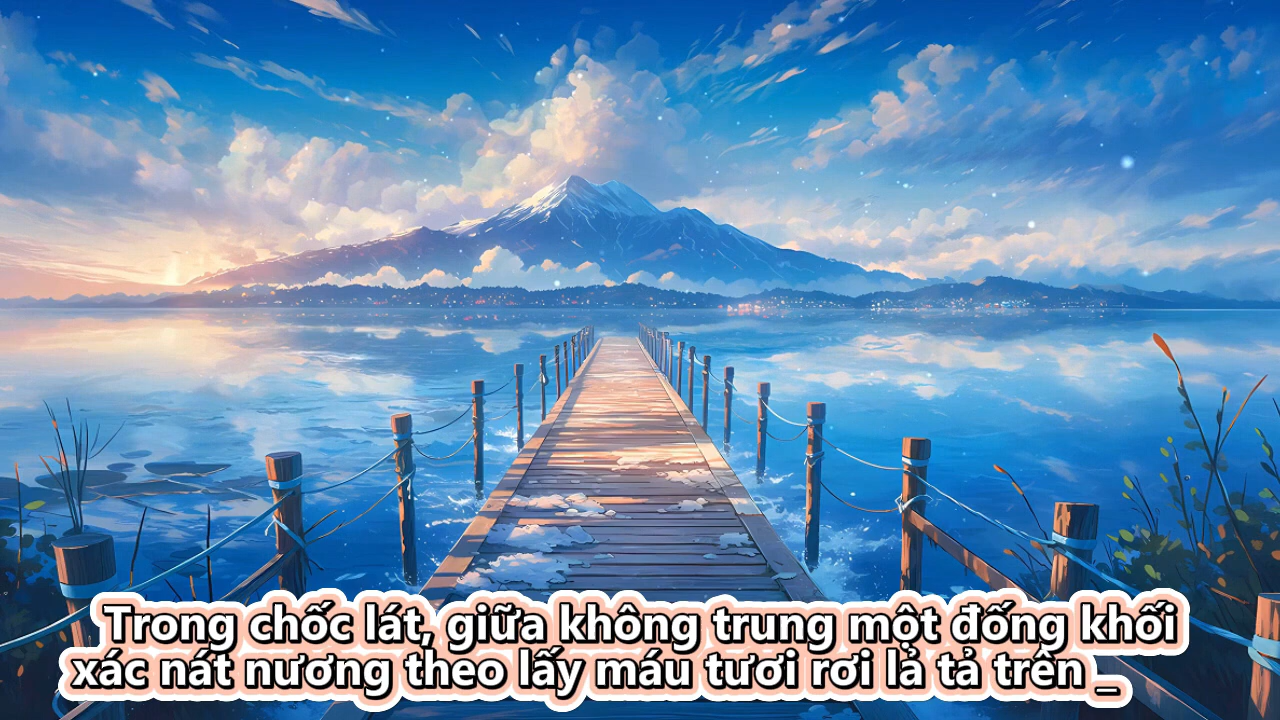 Trong chốc lát, giữa không trung một đống khối
xác nát nương theo lấy máu tươi rơi lả tả trên _